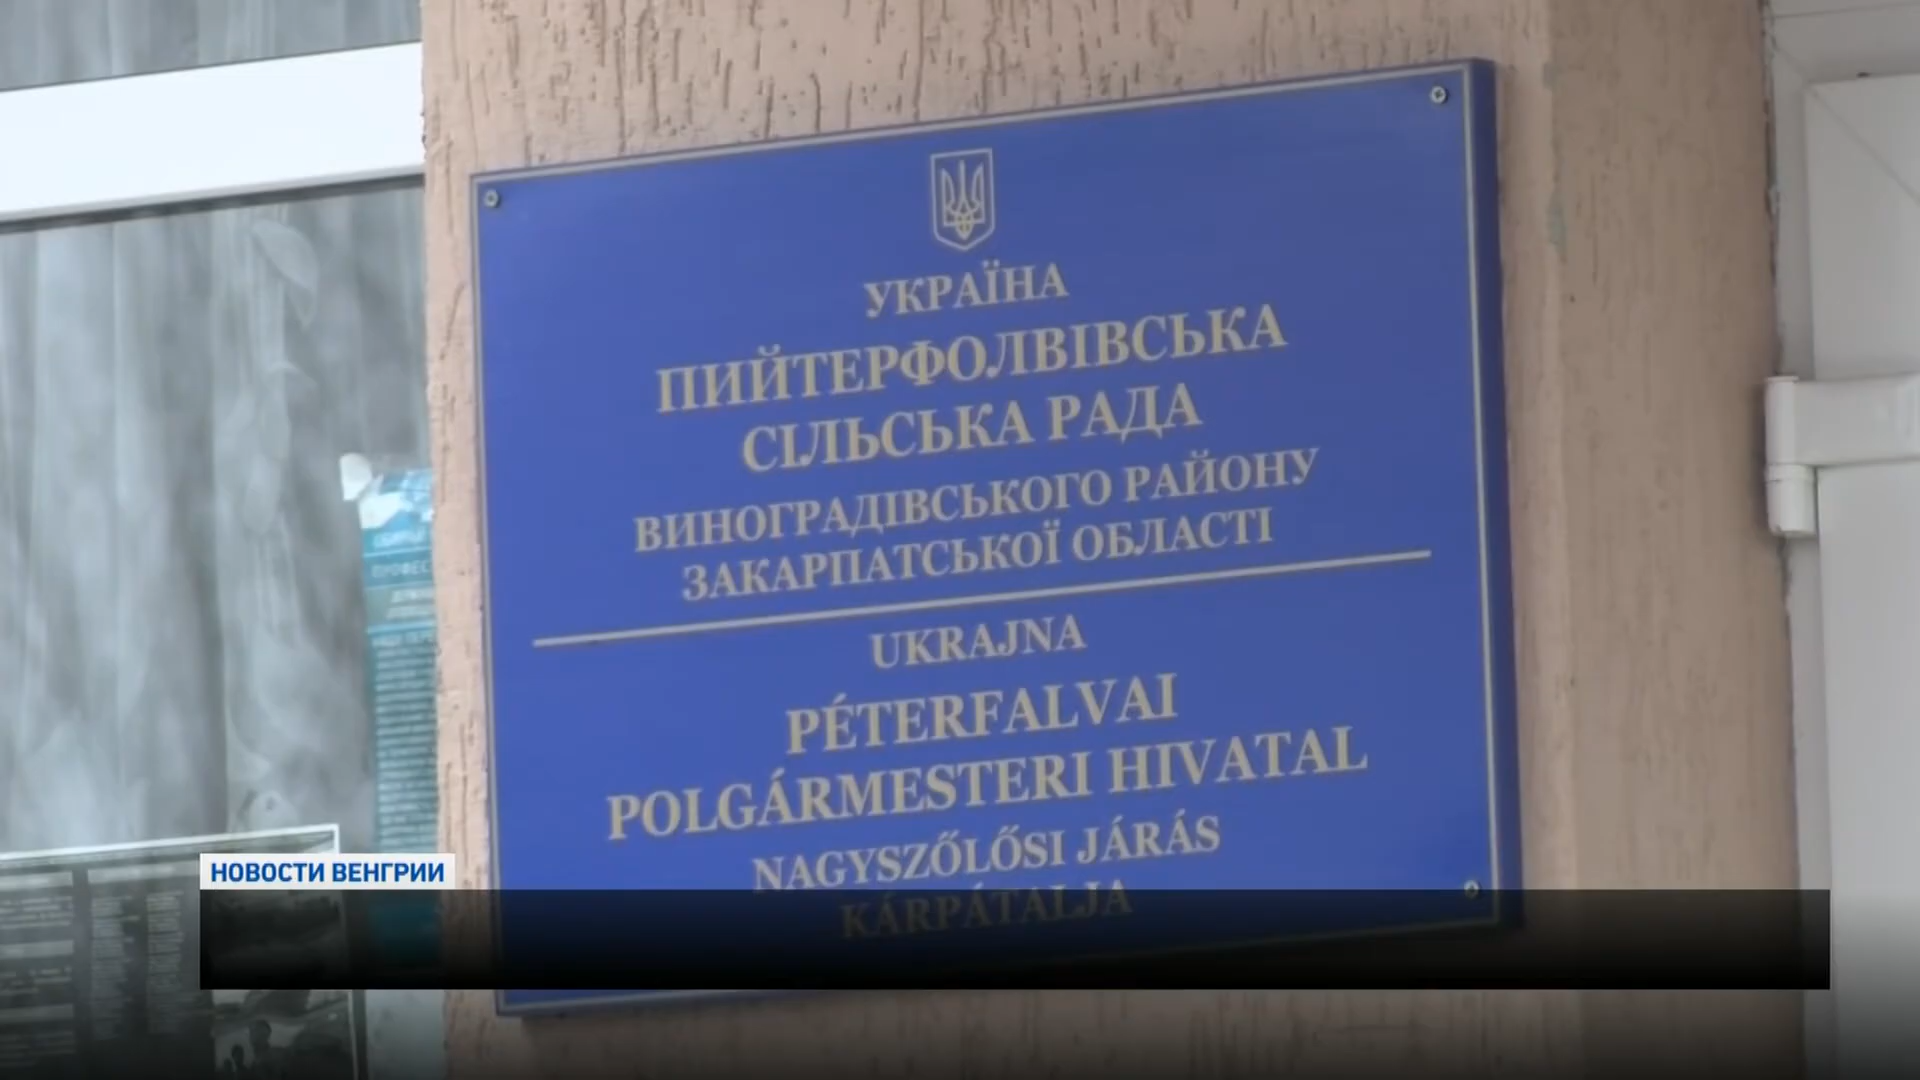 УКРАЇНА
ПИЙТЕРФОЛВІВСЬКА
СІЛЬСЬКА РАДА
ВИНОГРАДІВСЬКОГО РАЙОНУ
ЗАКАРПАТСЬКОЇ ОБЛАСТІ
UKRAJNA
PÉTERFALVAI
POLGÁRMESTERI HIVATAL
NAGYSZŐLŐSI JÁRÁS
KÁRPÁTALJA
НОВОСТИ ВЕНГРИИ